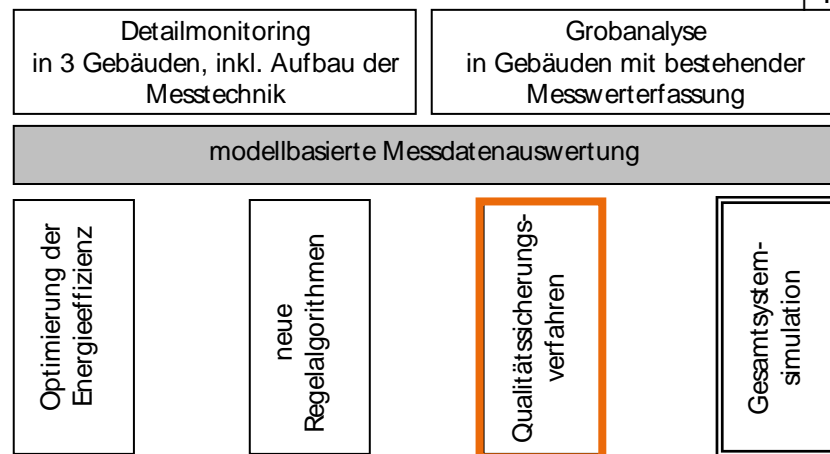 Detailmonitoring
in 3 Gebäuden, inkl. Aufbau der
Messtechnik
Grobanalyse
in Gebäuden mit bestehender
Messwerterfassung
modellbasierte Messdatenauswertung
Optimierung der
Energieeffizienz
neue
Regelalgorithmen
Qualitätssicherungs-
verfahren
Gesamtsystem-
simulation